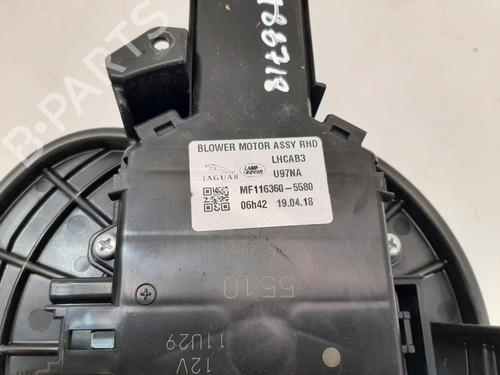 B-PARTS
78718
BLOWER MOTOR ASSY RHD
LHCAB3
JAGUAR LAND ROVER U97NA
MF116360-5580
06h42 19.04.18
5510
11U29
12V